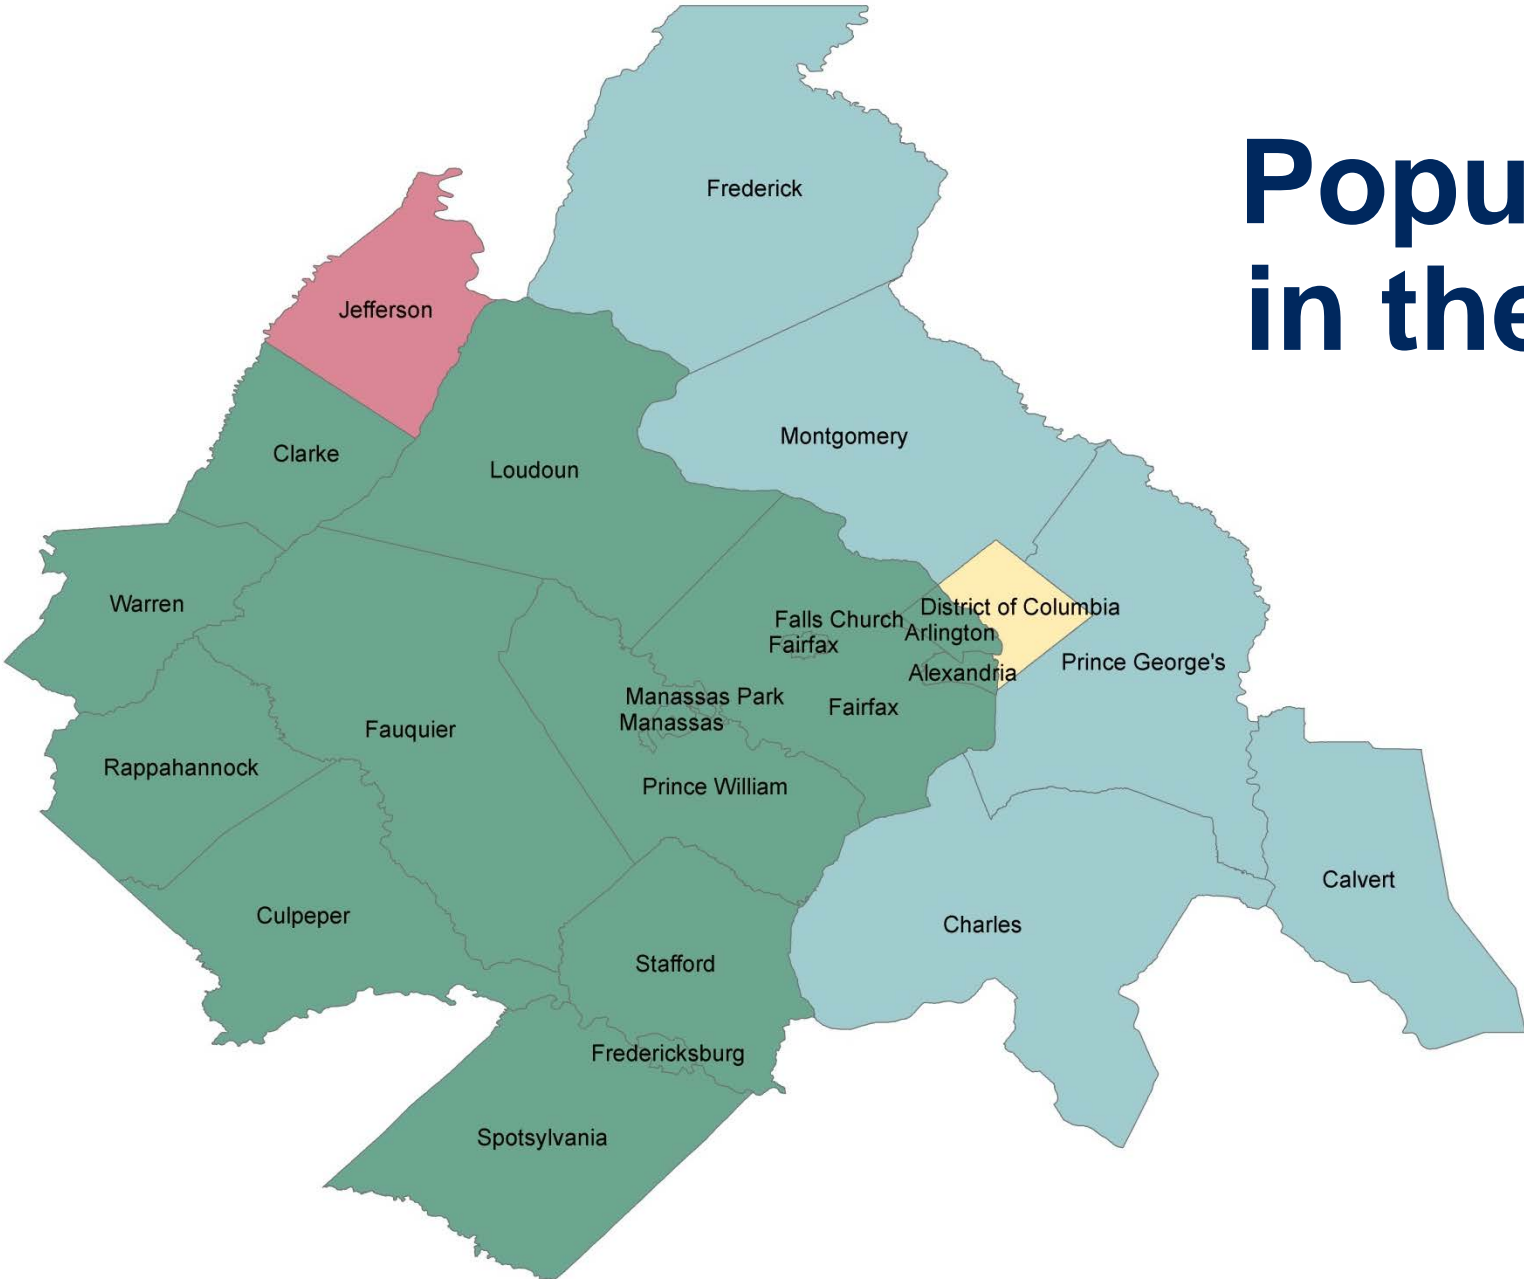 Popu
in the
Frederick
Jefferson
Montgomery
Clarke
Loudoun
Warren
District of Columbia
Falls Church
Arlington
Fairfax
Prince George's
Alexandria
Manassas Park
Fairfax
Manassas
Fauquier
Rappahannock
Prince William
Calvert
Culpeper
Charles
Stafford
Fredericksburg
Spotsylvania